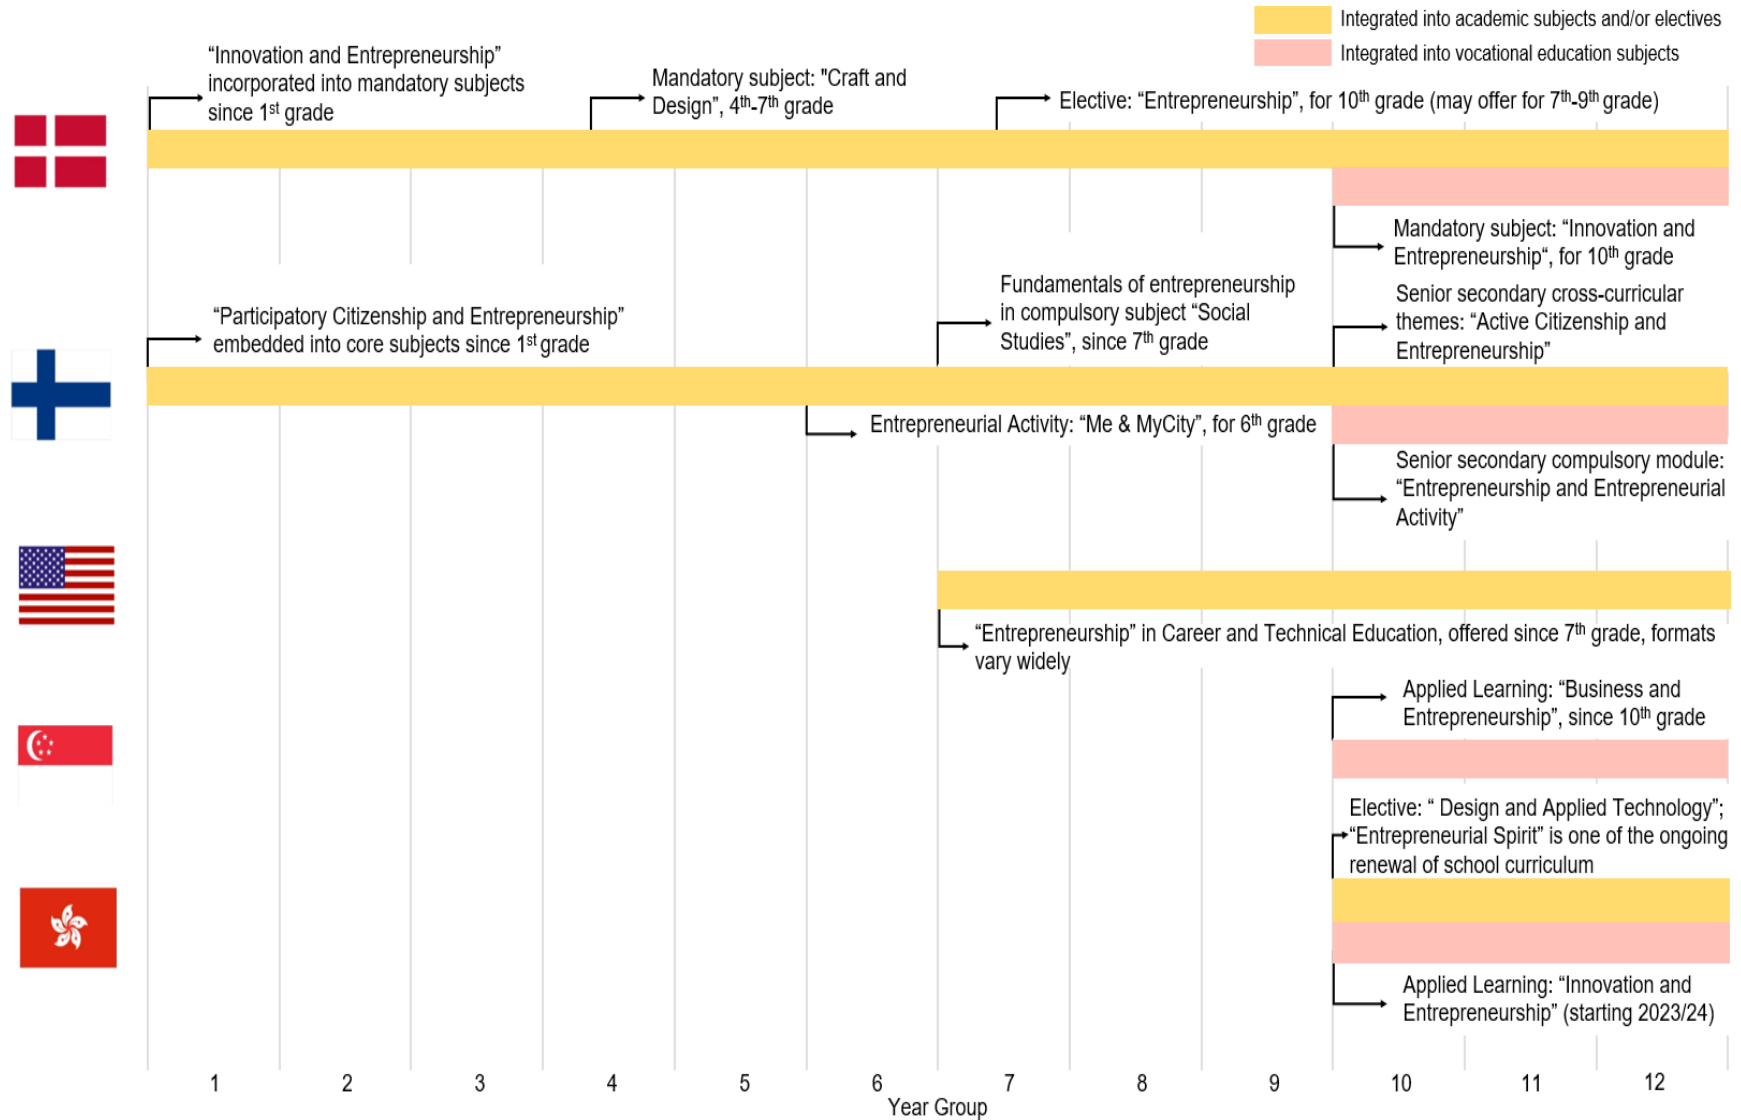 Integrated into academic subjects and/or electives
Integrated into vocational education subjects
“Innovation and Entrepreneurship”
incorporated into mandatory subjects
since 1st grade
Mandatory subject: "Craft and
Design”, 4th-7th grade
Elective: “Entrepreneurship”, for 10th grade (may offer for 7th-9th grade)
Mandatory subject: “Innovation and
Entrepreneurship“, for 10th grade
“Participatory Citizenship and Entrepreneurship”
embedded into core subjects since 1st grade
Fundamentals of entrepreneurship
in compulsory subject “Social
Studies”, since 7th grade
Senior secondary cross-curricular
themes: “Active Citizenship and
Entrepreneurship”
Entrepreneurial Activity: “Me & MyCity”, for 6th grade
Senior secondary compulsory module:
“Entrepreneurship and Entrepreneurial
Activity”
“Entrepreneurship” in Career and Technical Education, offered since 7th grade, formats
vary widely
Applied Learning: “Business and
Entrepreneurship”, since 10th grade
Elective: “ Design and Applied Technology”;
“Entrepreneurial Spirit” is one of the ongoing
renewal of school curriculum
Applied Learning: “Innovation and
Entrepreneurship” (starting 2023/24)
1 2 3 4 5 6 7 8 9 10 11 12
Year Group